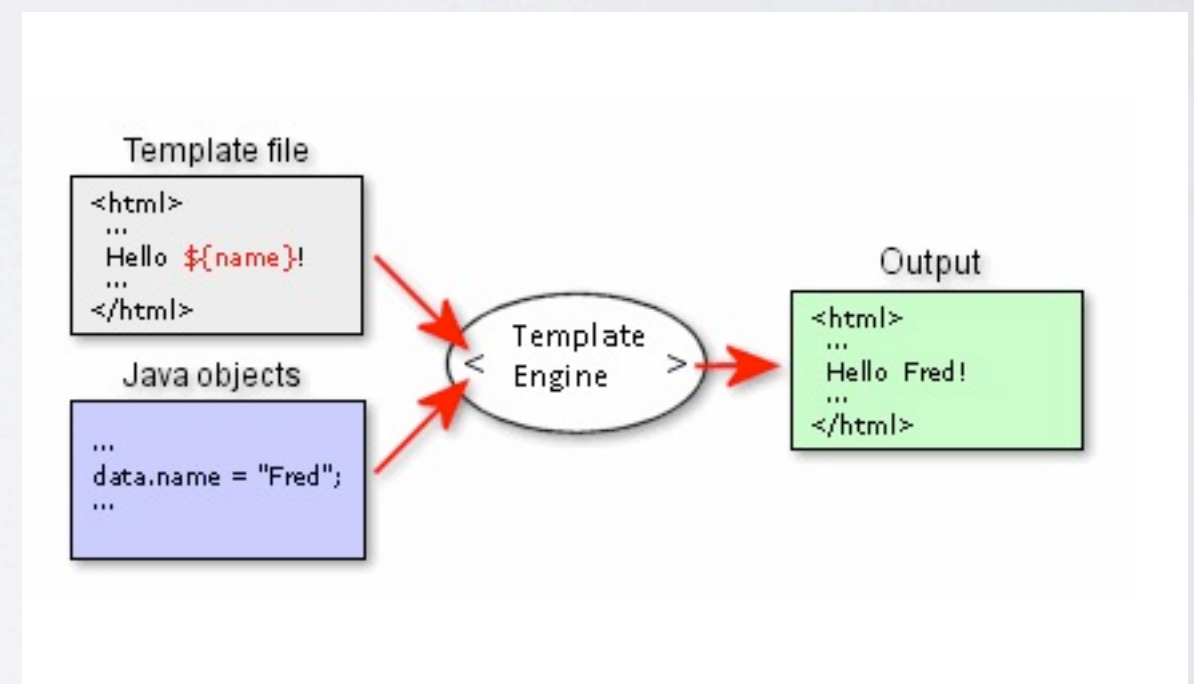 Template file
<html>
...
Hello ${name}!
...
</html>
Java objects
...
data.name = "Fred";
...
< Template >
Engine
Output
<html>
...
Hello Fred!
...
</html>